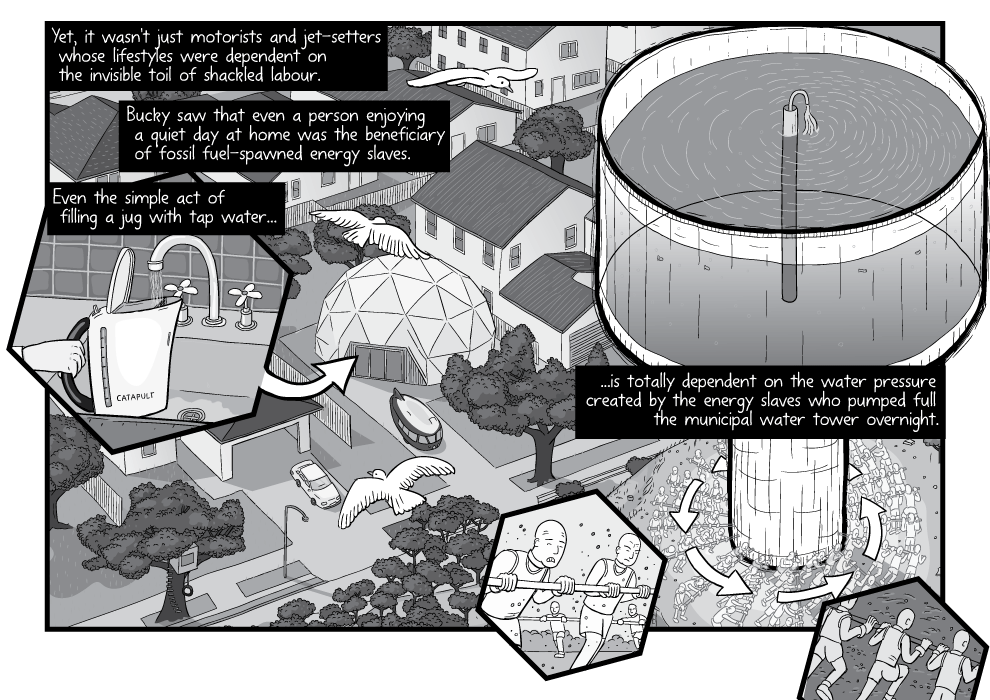 Yet, it wasn't just motorists and jet-setters
whose lifestyles were dependent on
the invisible toil of shackled labour.
Bucky saw that even a person enjoying
a quiet day at home was the beneficiary
of fossil fuel-spawned energy slaves.
Even the simple act of
filling a jug with tap water...
CATAPULT
...is totally dependent on the water pressure
created by the energy slaves who pumped full
the municipal water tower overnight.